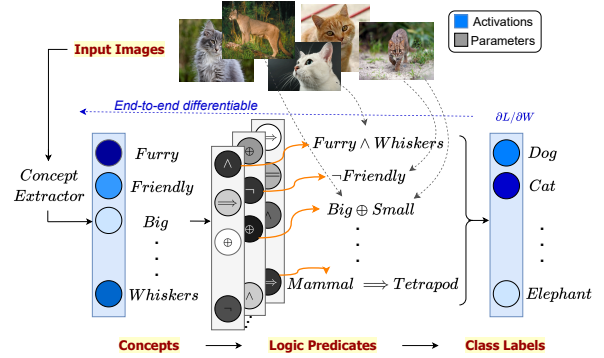 Activations
Parameters
Input Images
End-to-end differentiable
∂L/∂W
Concept
Extractor
Furry
Friendly
Big
Whiskers
∧
⟹
⊕
¬
⟹
⊕
¬
⟹
⊕
∧
⟹
∧
Furry ∧ Whiskers
¬Friendly
Big ⊕ Small
Mammal ⟹ Tetrapod
Dog
Cat
Elephant
Concepts
Logic Predicates
Class Labels